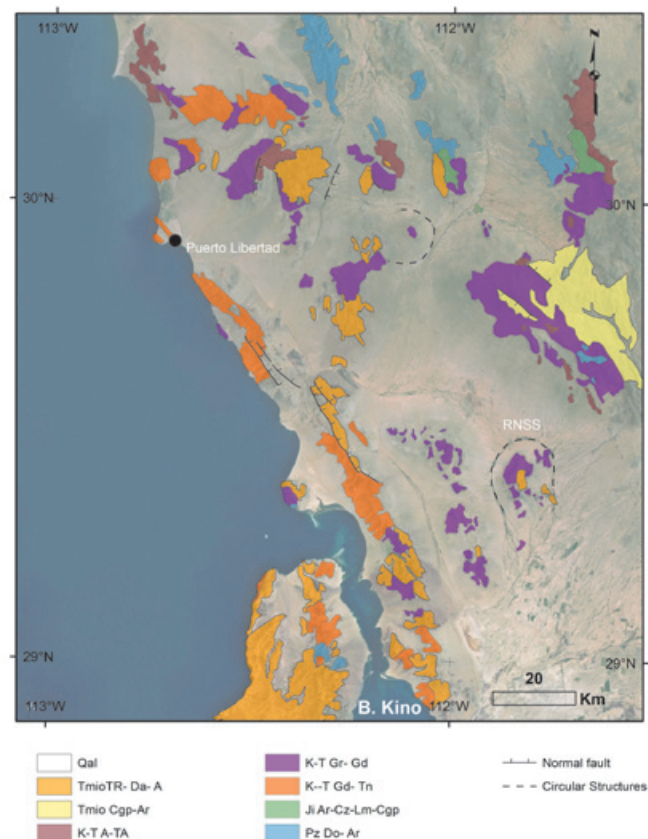 113°W
112°W
30°N
30°N
Puerto Libertad
RNSS
29°N
29°N
20
Km
113°W
B. Kino
112°W
Qal
TmioTR- Da- A
Tmio Cgp-Ar
K-T A-TA
K-T Gr- Gd
K--T Gd- Tn
Ji Ar-Cz-Lm-Cgp
Pz Do- Ar
Normal fault
Circular Structures